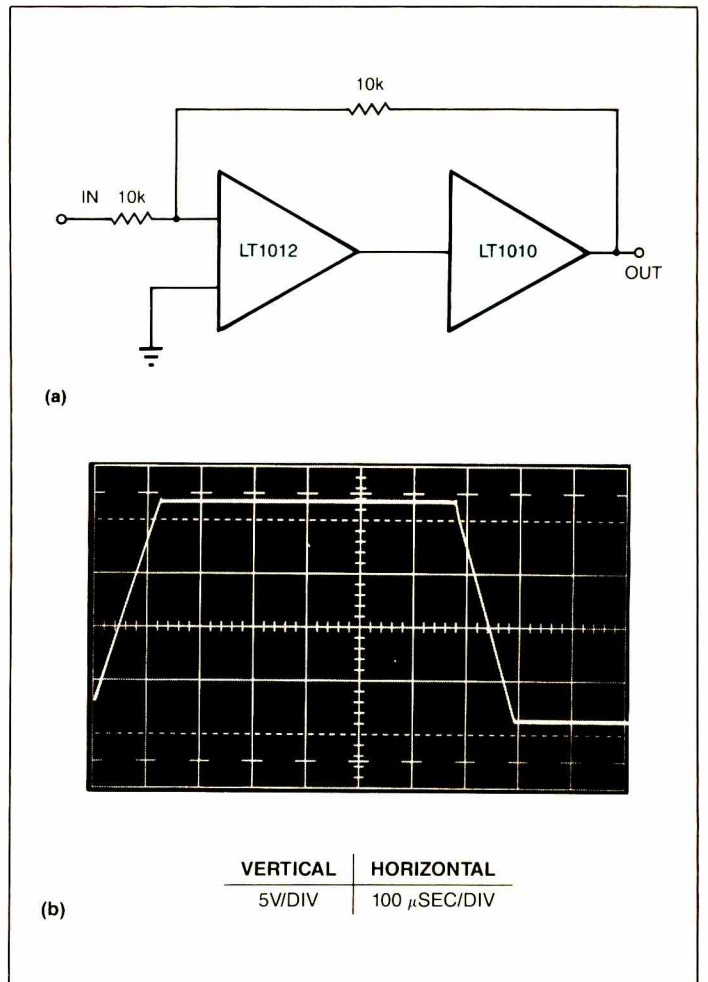 10k
IN 10k
LT1012
LT1010
OUT
(a)
VERTICAL HORIZONTAL
5V/DIV 100 μSEC/DIV
(b)